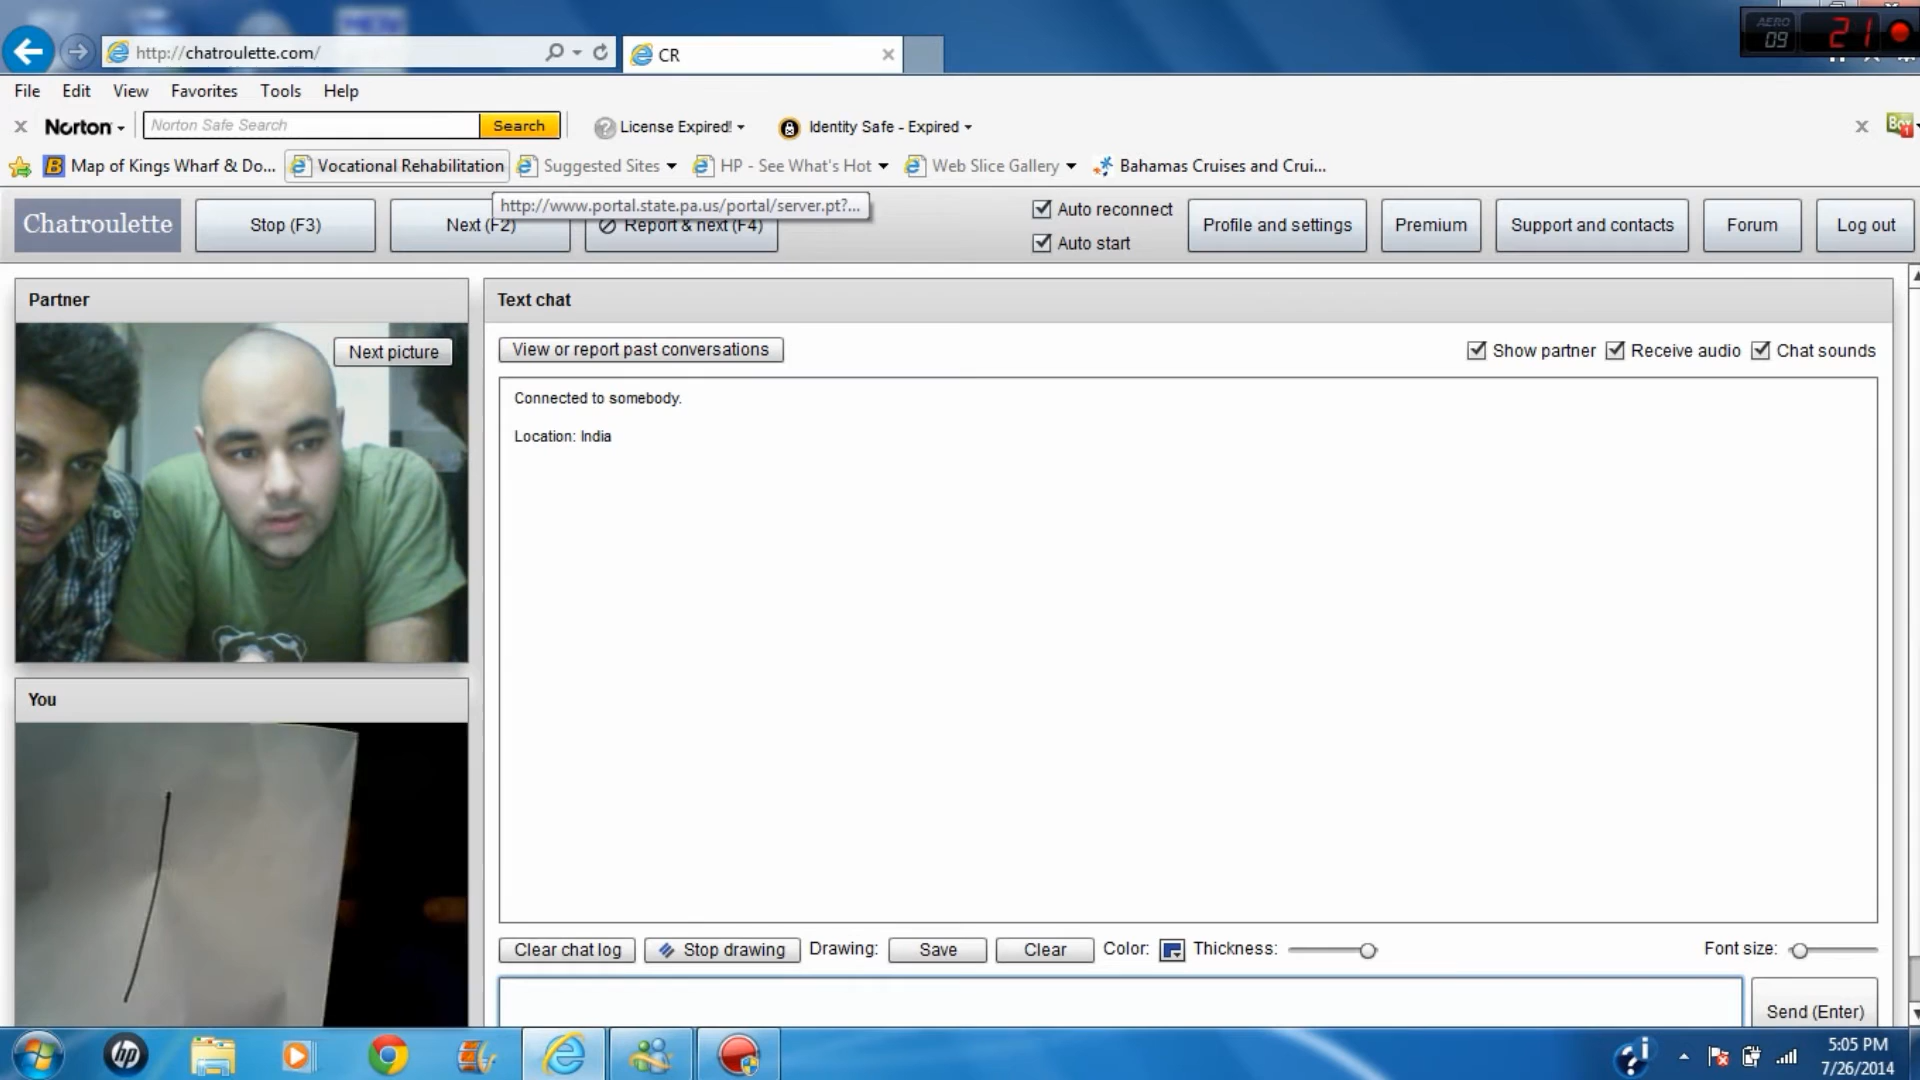 AERO
09
21
http://chatroulette.com/
CR
File Edit View Favorites Tools Help
Norton Norton Safe Search Search License Expired! Identity Safe - Expired
Map of Kings Wharf & Do... Vocational Rehabilitation Suggested Sites HP - See What's Hot Web Slice Gallery Bahamas Cruises and Crui...
http://www.portal.state.pa.us/portal/server.pt?...
Chatroulette Stop (F3) Next (F2) Report & next (F4)
Auto reconnect
Auto start
Profile and settings Premium Support and contacts Forum Log out
Partner
Next picture
Text chat
View or report past conversations Show partner Receive audio Chat sounds
Connected to somebody.
Location: India
You
Clear chat log Stop drawing Drawing: Save Clear Color: Thickness: Font size:
Send (Enter)
hp
5:05 PM
7/26/2014